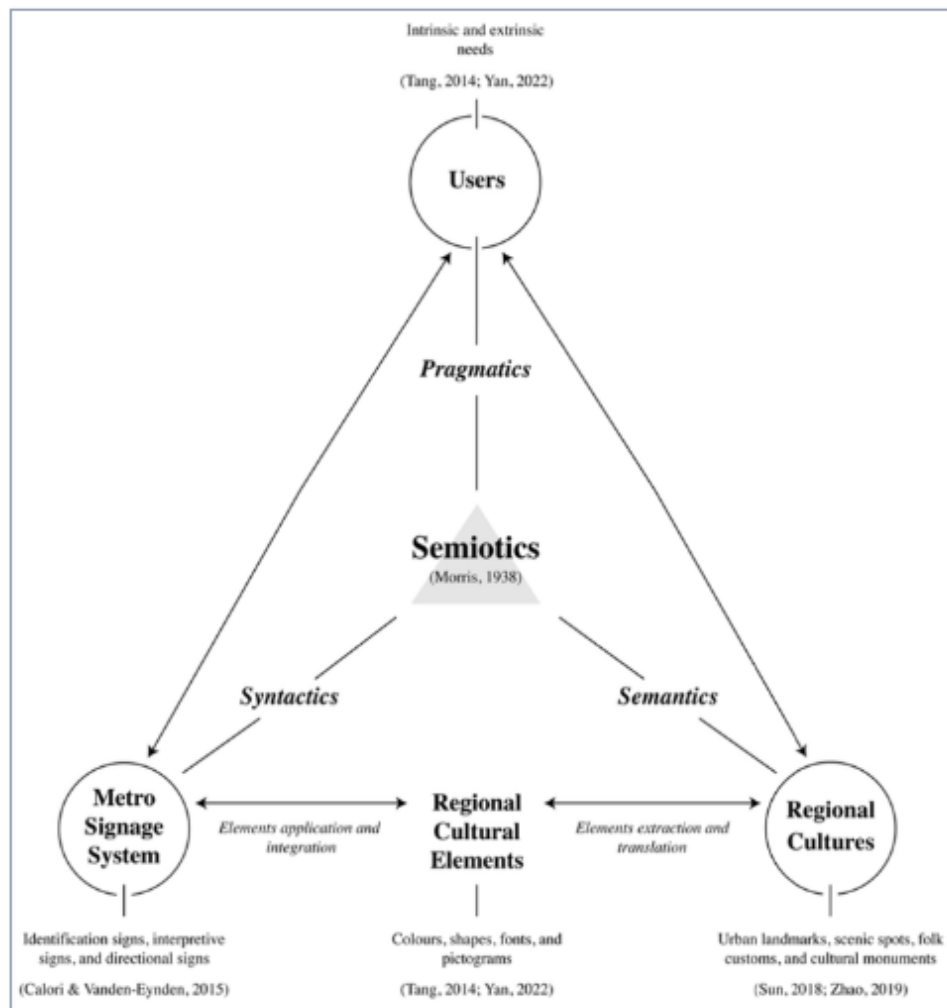 Intrinsic and extrinsic
needs
(Tang, 2014; Yan, 2022)
Users
Pragmatics
Semiotics
(Morris, 1938)
Syntactics
Semantics
Metro
Signage
System
Elements application and
integration
Regional
Cultural
Elements
Elements extraction and
translation
Regional
Cultures
Identification signs, interpretive
signs, and directional signs
(Calori & Vanden-Eynden, 2015)
Colours, shapes, fonts, and
pictograms
(Tang, 2014; Yan, 2022)
Urban landmarks, scenic spots, folk
customs, and cultural monuments
(Sun, 2018; Zhao, 2019)